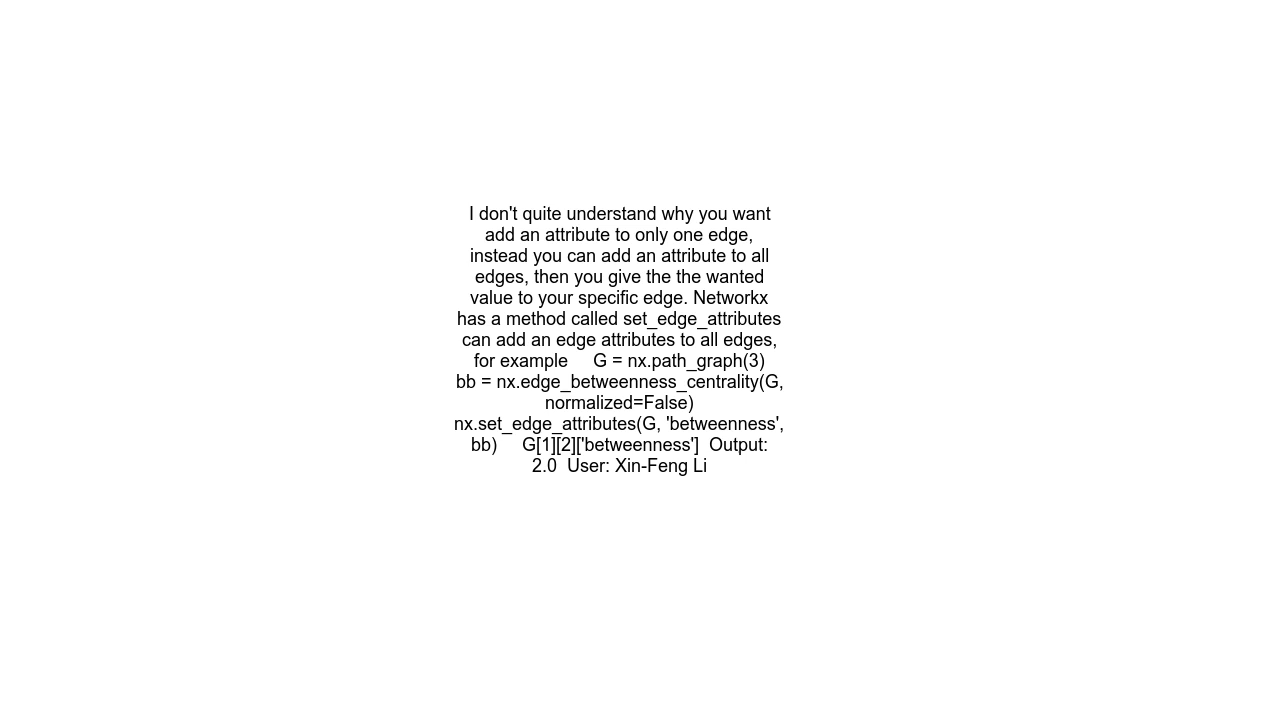 I don't quite understand why you want
add an attribute to only one edge,
instead you can add an attribute to all
edges, then you give the the wanted
value to your specific edge. Networkx
has a method called set_edge_attributes
can add an edge attributes to all edges,
for example     G = nx.path_graph(3)
bb = nx.edge_betweenness_centrality(G,
normalized=False)
nx.set_edge_attributes(G, 'betweenness',
bb)     G[1][2]['betweenness']  Output:
2.0  User: Xin-Feng Li